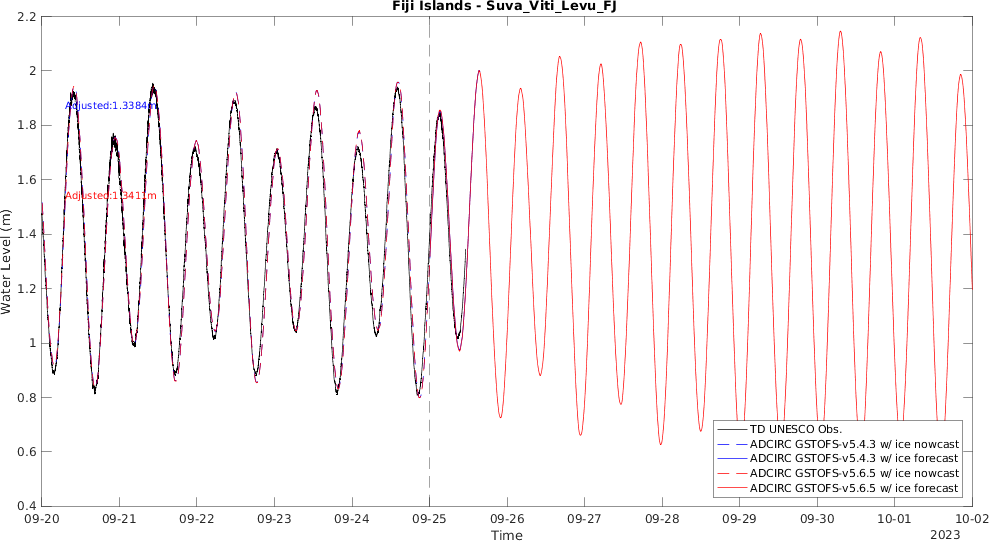 Fiji Islands - Suva_Viti_Levu_FJ
2.2
2
1.8
1.6
1.4
1.2
1
0.8
0.6
0.4
Water Level (m)
Adjusted:1.3384m
Adjusted:1.3411m
TD UNESCO Obs.
ADCIRC GSTOFS-v5.4.3 w/ ice nowcast
ADCIRC GSTOFS-v5.4.3 w/ ice forecast
ADCIRC GSTOFS-v5.6.5 w/ ice nowcast
ADCIRC GSTOFS-v5.6.5 w/ ice forecast
09-20 09-21 09-22 09-23 09-24 09-25 09-26 09-27 09-28 09-29 09-30 10-01 10-02
Time
2023